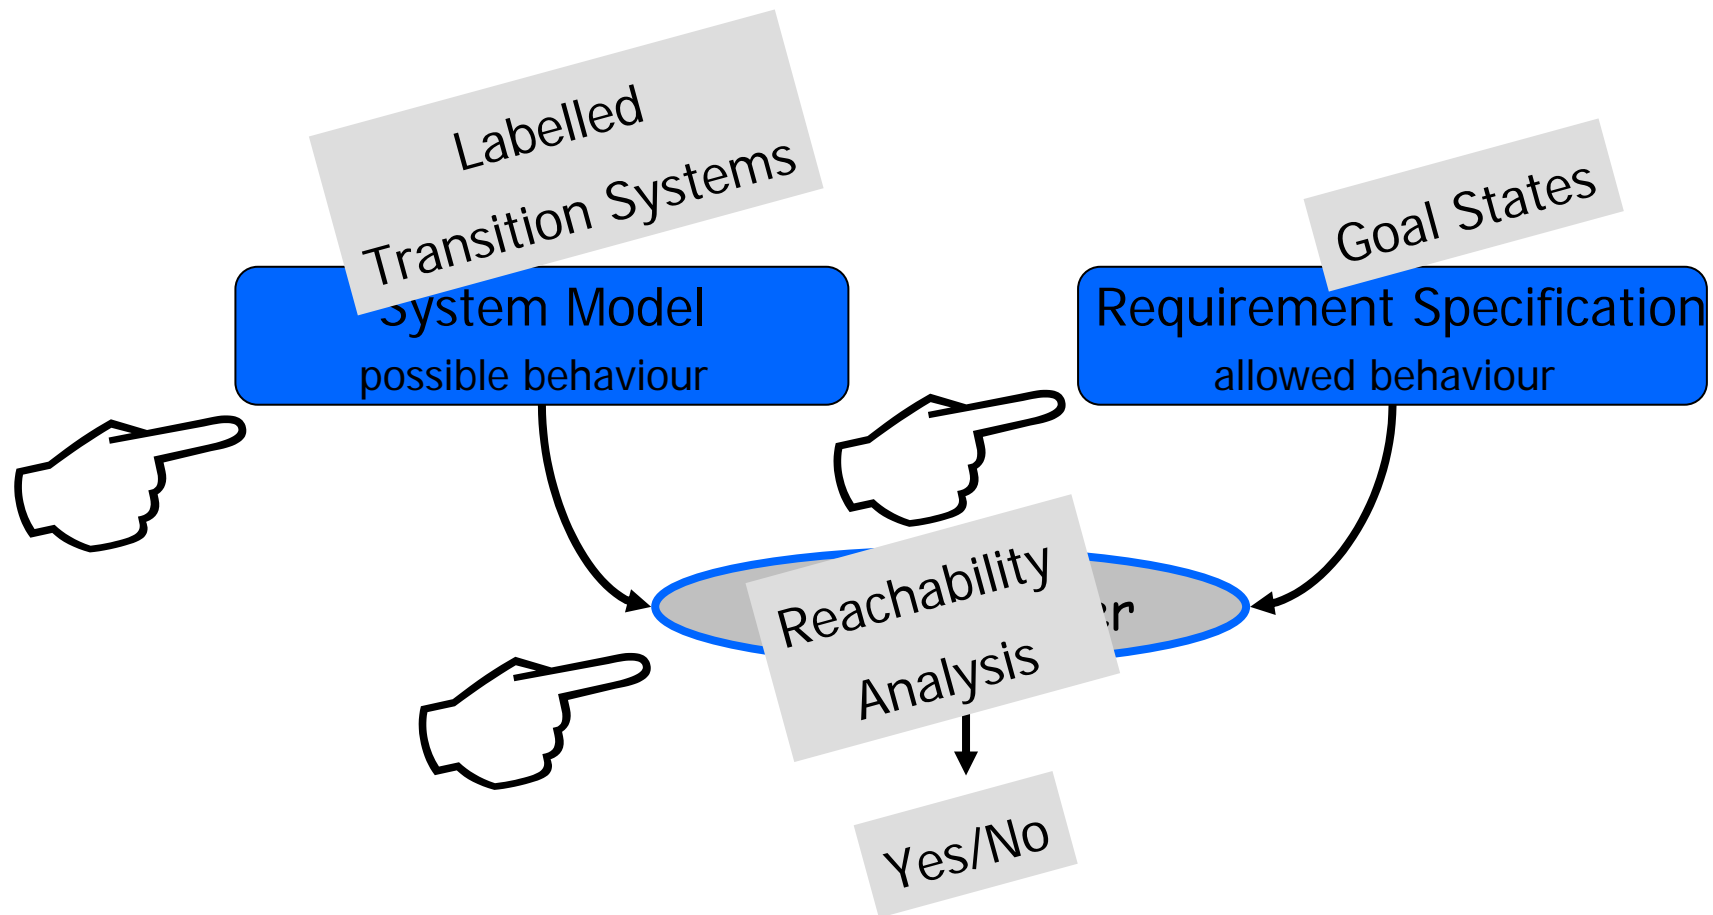 Labelled
Transition Systems
Goal States
System Model
possible behaviour
Requirement Specification
allowed behaviour
Reachability
Analysis
Yes/No